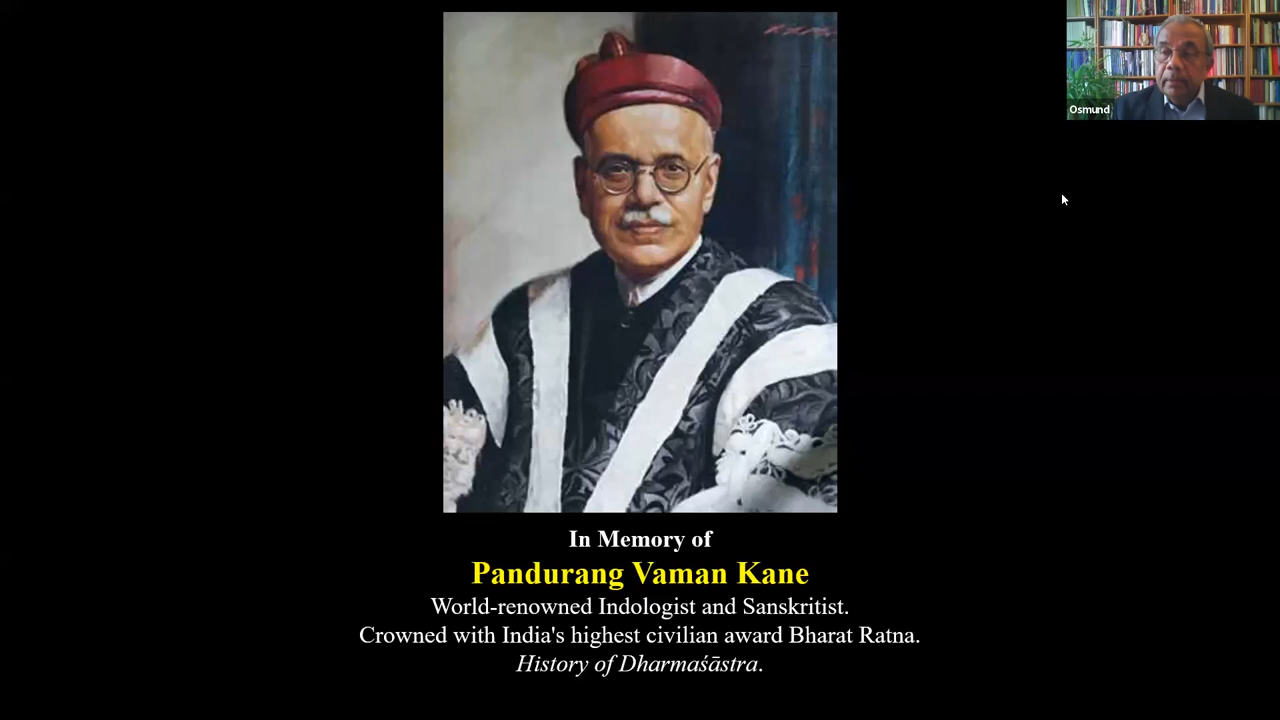 In Memory of
Pandurang Vaman Kane
World-renowned Indologist and Sanskritist.
Crowned with India's highest civilian award Bharat Ratna.
History of Dharmaśāstra.
Osmund